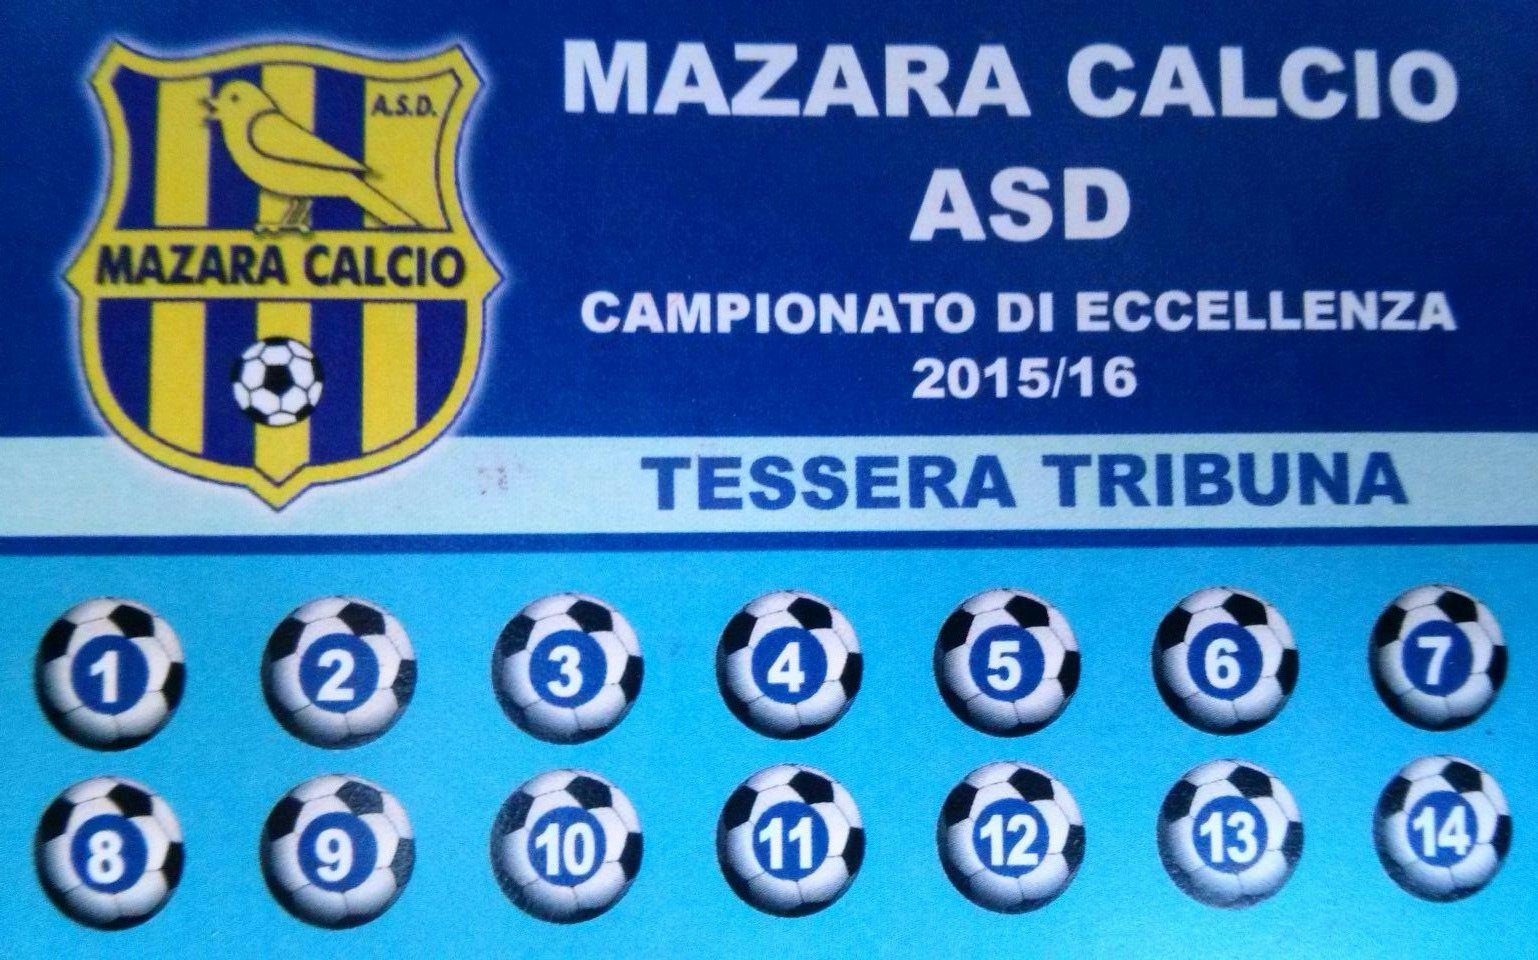 A.S.D.
MAZARA CALCIO
MAZARA CALCIO
ASD
CAMPIONATO DI ECCELLENZA
2015/16
TESSERA TRIBUNA
1 2 3 4 5 6 7
8 9 10 11 12 13 14